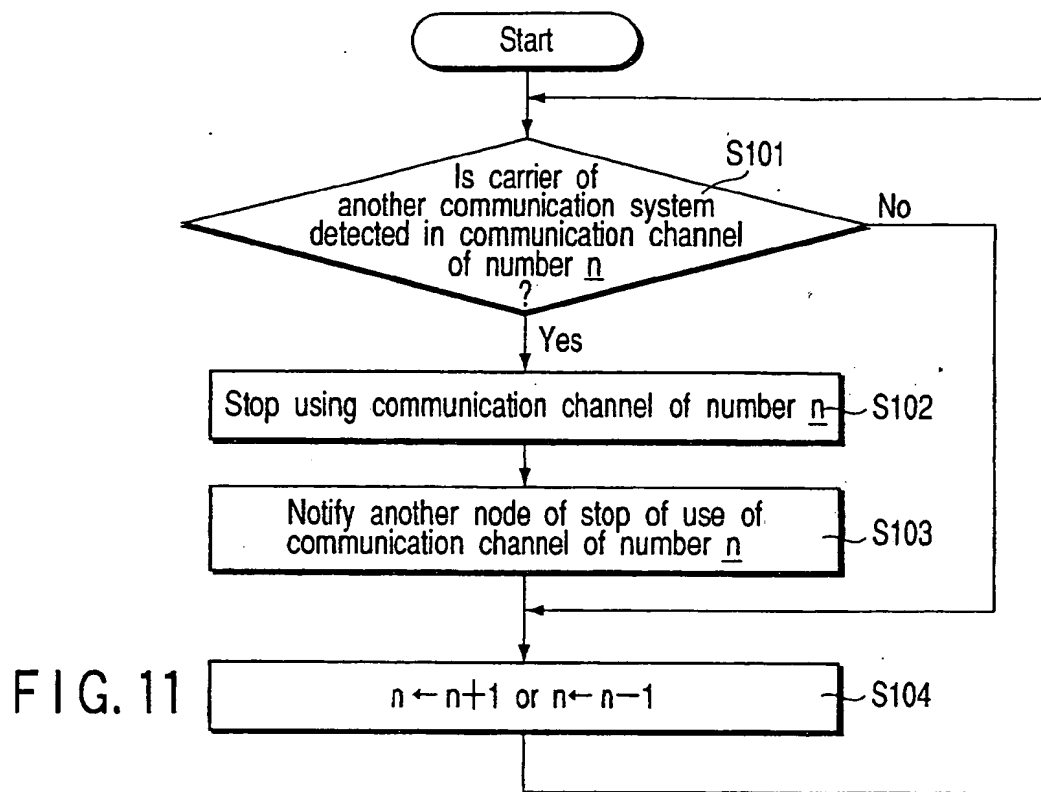 Start
S101
Is carrier of
another communication system
detected in communication channel
of number n
?
No
Yes
Stop using communication channel of number n
S102
Notify another node of stop of use of
communication channel of number n
S103
FIG. 11
n ← n+1 or n ← n−1
S104